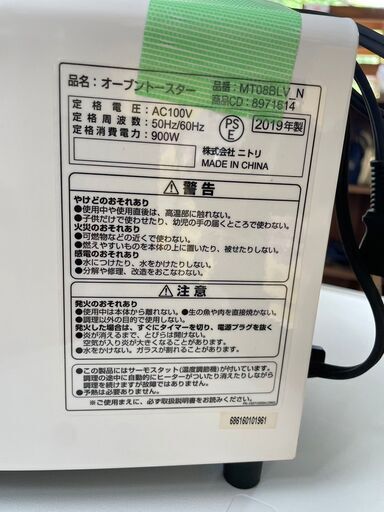 品名：オーブントースター
品番：MT08BLV_N
商品CD：8971614
定格電圧：AC100V
定格周波数：50Hz/60Hz
定格消費電力：900W
PS
E
2019年製
株式会社 ニトリ
MADE IN CHINA
⚠警告
やけどのおそれあり
●使用中や使用直後は、高温部に触れない。
●子供だけで使わせたり、幼児の手の届くところで使わない。
火災のおそれあり
●可燃物などの近くで使わない。
●燃えやすいものを本体の上に置いたり、被せたりしない。
感電のおそれあり
●水につけたり、水をかけたりしない。
●分解や修理、改造をおこなわない。
⚠注意
発火のおそれあり
●使用中は本体から離れない。●生の魚や肉を直接焼かない。
●調理以外の目的で使用しない。
発火した場合は、すぐにタイマーを切り、電源プラグを抜く
●炎が消えるまで、とびらは開けない。
空気が入り炎が大きくなることがあります。
●水をかけない。ガラスが割れることがあります。
●この製品にはサーモスタット(温度調節機)が付いています。
調理の途中に自動的にヒーターがついたり消えたりしながら
調理を続けますが故障ではありません。
●予熱は必要ありません。
※ご使用まえに、必ず取扱説明書をお読みください。
686160101961